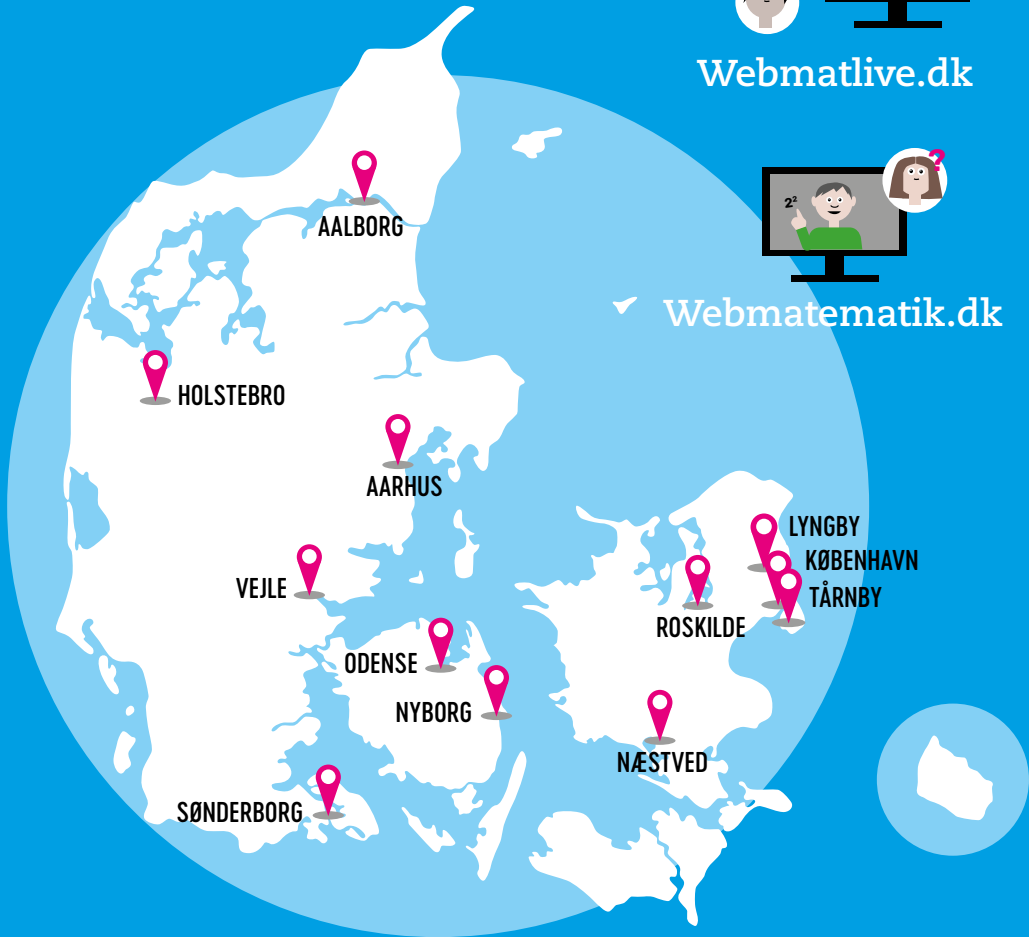 Webmatlive.dk
2²
?
Webmatematik.dk
AALBORG
HOLSTEBRO
AARHUS
LYNGBY
KØBENHAVN
TÅRNBY
VEJLE
ROSKILDE
ODENSE
NYBORG
NÆSTVED
SØNDERBORG